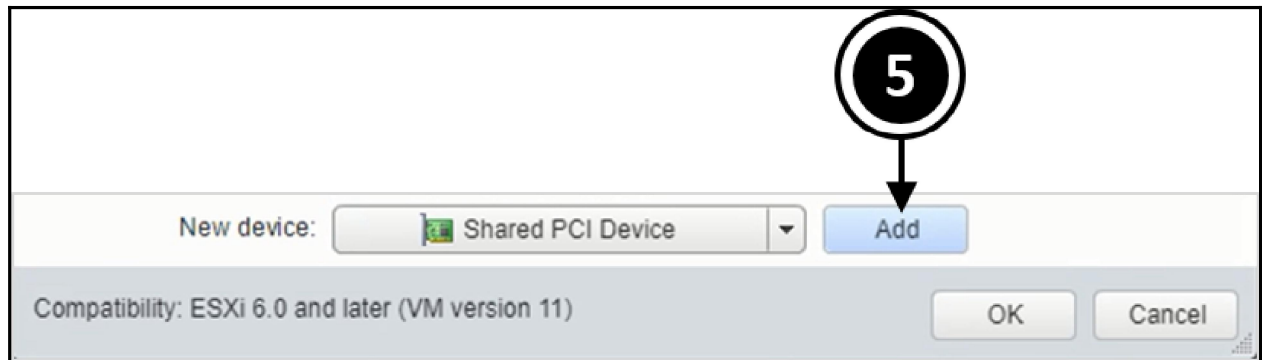 5
New device: Shared PCI Device Add
Compatibility: ESXi 6.0 and later (VM version 11) OK Cancel